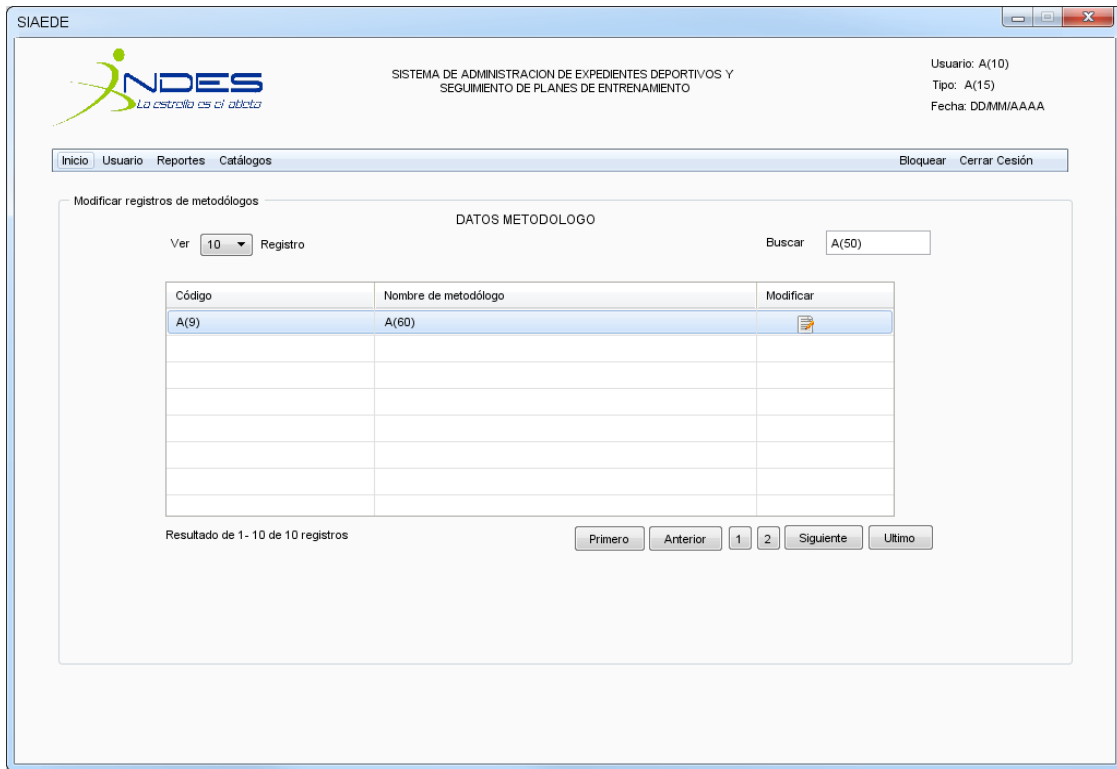 SIAEDE
INDES
La estrella es el atleta
SISTEMA DE ADMINISTRACION DE EXPEDIENTES DEPORTIVOS Y
SEGUIMIENTO DE PLANES DE ENTRENAMIENTO
Usuario: A(10)
Tipo: A(15)
Fecha: DD/MM/AAAA
Inicio Usuario Reportes Catálogos Bloquear Cerrar Cesión
Modificar registros de metodólogos
DATOS METODOLOGO
Ver 10 Registro Buscar A(50)
Código Nombre de metodólogo Modificar
A(9) A(60)
Resultado de 1- 10 de 10 registros
Primero Anterior 1 2 Siguiente Ultimo